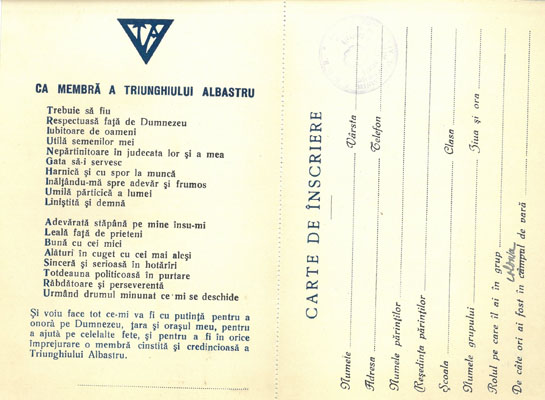 TA
CA MEMBRĂ A TRIUNGHIULUI ALBASTRU
Trebuie să fiu
Respectuasă față de Dumnezeu
Iubitoare de oameni
Utilă semenilor mei
Nepărtinitoare în judecata lor și a mea
Gata să-i servesc
Harnică și cu spor la muncă
Inălțându-mă spre adevăr și frumos
Umilă părticică a lumei
Liniștită și demnă
Adevărată stăpână pe mine însu-mi
Leală față de prieteni
Bună cu cei mici
Alături în cuget cu cei mai aleși
Sinceră și serioasă în hotărîri
Totdeauna politicoasă în purtare
Răbdătoare și perseverentă
Urmând drumul minunat ce mi se deschide
Și voiu face tot ce-mi va fi cu putință pentru a
onoră pe Dumnezeu, țara și orașul meu, pentru
a ajută pe celelalte fete, și pentru a fi în orice
împrejurare o membră cinstită și credincioasă a
Triunghiului Albastru.
CARTE DE ÎNSCRIERE
Numele Vârsta
Adresa Telefon
Numele părinților
Reședința părinților
Școala Clasa
Numele grupului Ziua și ora
Rolul pe care îl ai în grup
De câte ori ai fost în câmpul de vară